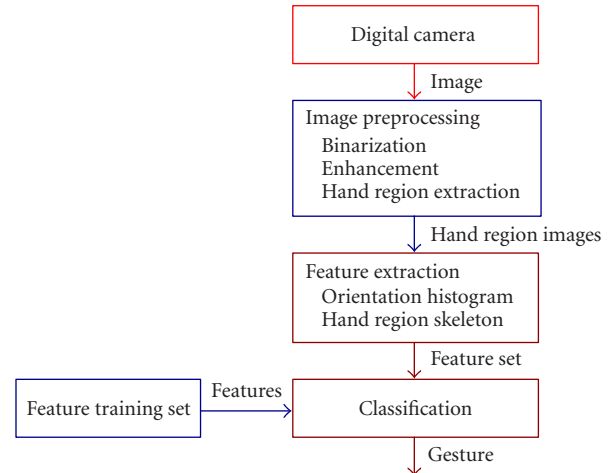 Digital camera
Image
Image preprocessing
Binarization
Enhancement
Hand region extraction
Hand region images
Feature extraction
Orientation histogram
Hand region skeleton
Feature set
Features
Feature training set
Classification
Gesture